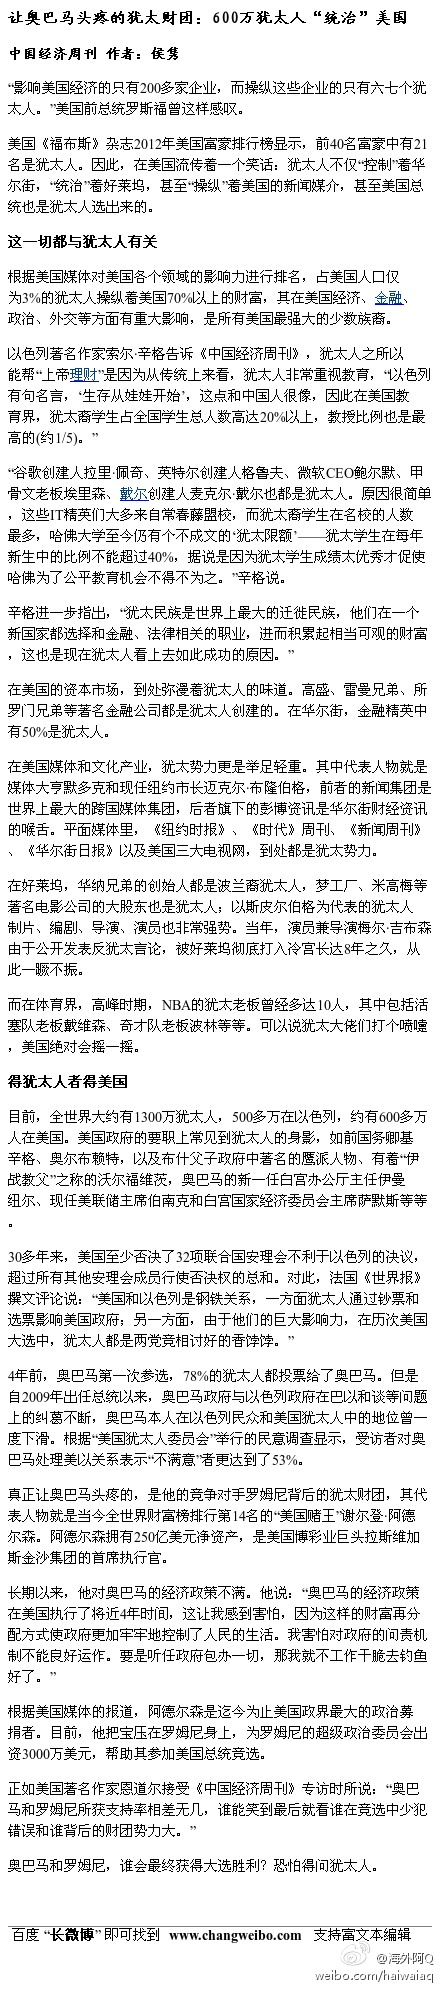 让奥巴马头疼的犹太财团：600万犹太人“统治”美国
中国经济周刊 作者：侯隽
“影响美国经济的只有200多家企业，而操纵这些企业的只有六七个犹
太人。”美国前总统罗斯福曾这样感叹。
美国《福布斯》杂志2012年美国富豪排行榜显示，前40名富豪中有21
名是犹太人。因此，在美国流传着一个笑话：犹太人不仅“控制”着华
尔街，“统治”着好莱坞，甚至“操纵”着美国的新闻媒介，甚至美国总
统也是犹太人选出来的。
这一切都与犹太人有关
根据美国媒体对美国各个领域的影响力进行排名，占美国人口仅
为3%的犹太人操纵着美国70%以上的财富，其在美国经济、金融、
政治、外交等方面有重大影响，是所有美国最强大的少数族裔。
以色列著名作家索尔·辛格告诉《中国经济周刊》，犹太人之所以
能帮“上帝理财”是因为从传统上来看，犹太人非常重视教育，“以色列
有句名言，‘生存从娃娃开始’，这点和中国人很像，因此在美国教
育界，犹太裔学生占全国学生总人数高达20%以上，教授比例也是最
高的(约1/5)。”
“谷歌创建人拉里·佩奇、英特尔创建人格鲁夫、微软CEO鲍尔默、甲
骨文老板埃里森、戴尔创建人麦克尔·戴尔也都是犹太人。原因很简单
，这些IT精英们大多来自常春藤盟校，而犹太裔学生在名校的人数
最多，哈佛大学至今仍有个不成文的‘犹太限额’——犹太学生在每年
新生中的比例不能超过40%，据说是因为犹太学生成绩太优秀才促使
哈佛为了公平教育机会不得不为之。”辛格说。
辛格进一步指出，“犹太民族是世界上最大的迁徙民族，他们在一个
新国家都选择和金融、法律相关的职业，进而积累起相当可观的财富
，这也是现在犹太人看上去如此成功的原因。”
在美国的资本市场，到处弥漫着犹太人的味道。高盛、雷曼兄弟、所
罗门兄弟等著名金融公司都是犹太人创建的。在华尔街，金融精英中
有50%是犹太人。
在美国媒体和文化产业，犹太势力更是举足轻重。其中代表人物就是
媒体大亨默多克和现任纽约市长迈克尔·布隆伯格，前者的新闻集团是
世界上最大的跨国媒体集团，后者旗下的彭博资讯是华尔街财经资讯
的喉舌。平面媒体里，《纽约时报》、《时代》周刊、《新闻周刊》
、《华尔街日报》以及美国三大电视网，到处都是犹太势力。
在好莱坞，华纳兄弟的创始人都是波兰裔犹太人，梦工厂、米高梅等
著名电影公司的大股东也是犹太人；以斯皮尔伯格为代表的犹太人
制片、编剧、导演、演员也非常强势。当年，演员兼导演梅尔·吉布森
由于公开发表反犹太言论，被好莱坞彻底打入冷宫长达8年之久，从
此一蹶不振。
而在体育界，高峰时期，NBA的犹太老板曾经多达10人，其中包括活
塞队老板戴维森、奇才队老板波林等等。可以说犹太大佬们打个喷嚏
，美国绝对会摇一摇。
得犹太人者得美国
目前，全世界大约有1300万犹太人，500多万在以色列，约有600多万
人在美国。美国政府的要职上常见到犹太人的身影，如前国务卿基
辛格、奥尔布赖特，以及布什父子政府中著名的鹰派人物、有着“伊
战教父”之称的沃尔福维茨，奥巴马的新一任白宫办公厅主任伊曼
纽尔、现任美联储主席伯南克和白宫国家经济委员会主席萨默斯等等
。
30多年来，美国至少否决了32项联合国安理会不利于以色列的决议，
超过所有其他安理会成员行使否决权的总和。对此，法国《世界报》
撰文评论说：“美国和以色列是钢铁关系，一方面犹太人通过钞票和
选票影响美国政府；另一方面，由于他们的巨大影响力，在历次美国
大选中，犹太人都是两党竞相讨好的香饽饽。”
4年前，奥巴马第一次参选，78%的犹太人都投票给了奥巴马。但是
自2009年出任总统以来，奥巴马政府与以色列政府在巴以和谈等问题
上的纠葛不断，奥巴马本人在以色列民众和美国犹太人中的地位曾一
度下滑。根据“美国犹太人委员会”举行的民意调查显示，受访者对奥
巴马处理美以关系表示“不满意”者更达到了53%。
真正让奥巴马头疼的，是他的竞争对手罗姆尼背后的犹太财团，其代
表人物就是当今全世界财富榜排行第14名的“美国赌王”谢尔登·阿德
尔森。阿德尔森拥有250亿美元净资产，是美国博彩业巨头拉斯维加
斯金沙集团的首席执行官。
长期以来，他对奥巴马的经济政策不满。他说：“奥巴马的经济政策
在美国执行了将近4年时间，这让我感到害怕，因为这样的财富再分
配方式使政府更加牢牢地控制了人民的生活。我害怕对政府的问责机
制不能良好运作。要是听任政府包办一切，那我就不工作干脆去钓鱼
好了。”
根据美国媒体的报道，阿德尔森是迄今为止美国政界最大的政治募
捐者。目前，他把宝压在罗姆尼身上，为罗姆尼的超级政治委员会出
资3000万美元，帮助其参加美国总统竞选。
正如美国著名作家恩道尔接受《中国经济周刊》专访时所说：“奥巴
马和罗姆尼所获支持率相差无几，谁能笑到最后就看谁在竞选中少犯
错误和谁背后的财团势力大。”
奥巴马和罗姆尼，谁会最终获得大选胜利？恐怕得问犹太人。
百度“长微博”即可找到 www.changweibo.com 支持富文本编辑
@海外阿Q
weibo.com/haiwaiaq